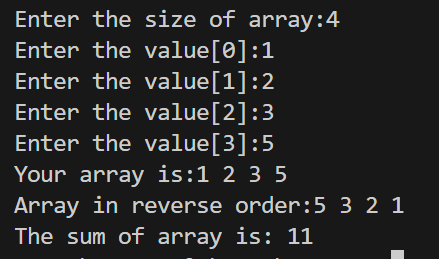 Enter the size of array:4
Enter the value[0]:1
Enter the value[1]:2
Enter the value[2]:3
Enter the value[3]:5
Your array is:1 2 3 5
Array in reverse order:5 3 2 1
The sum of array is: 11